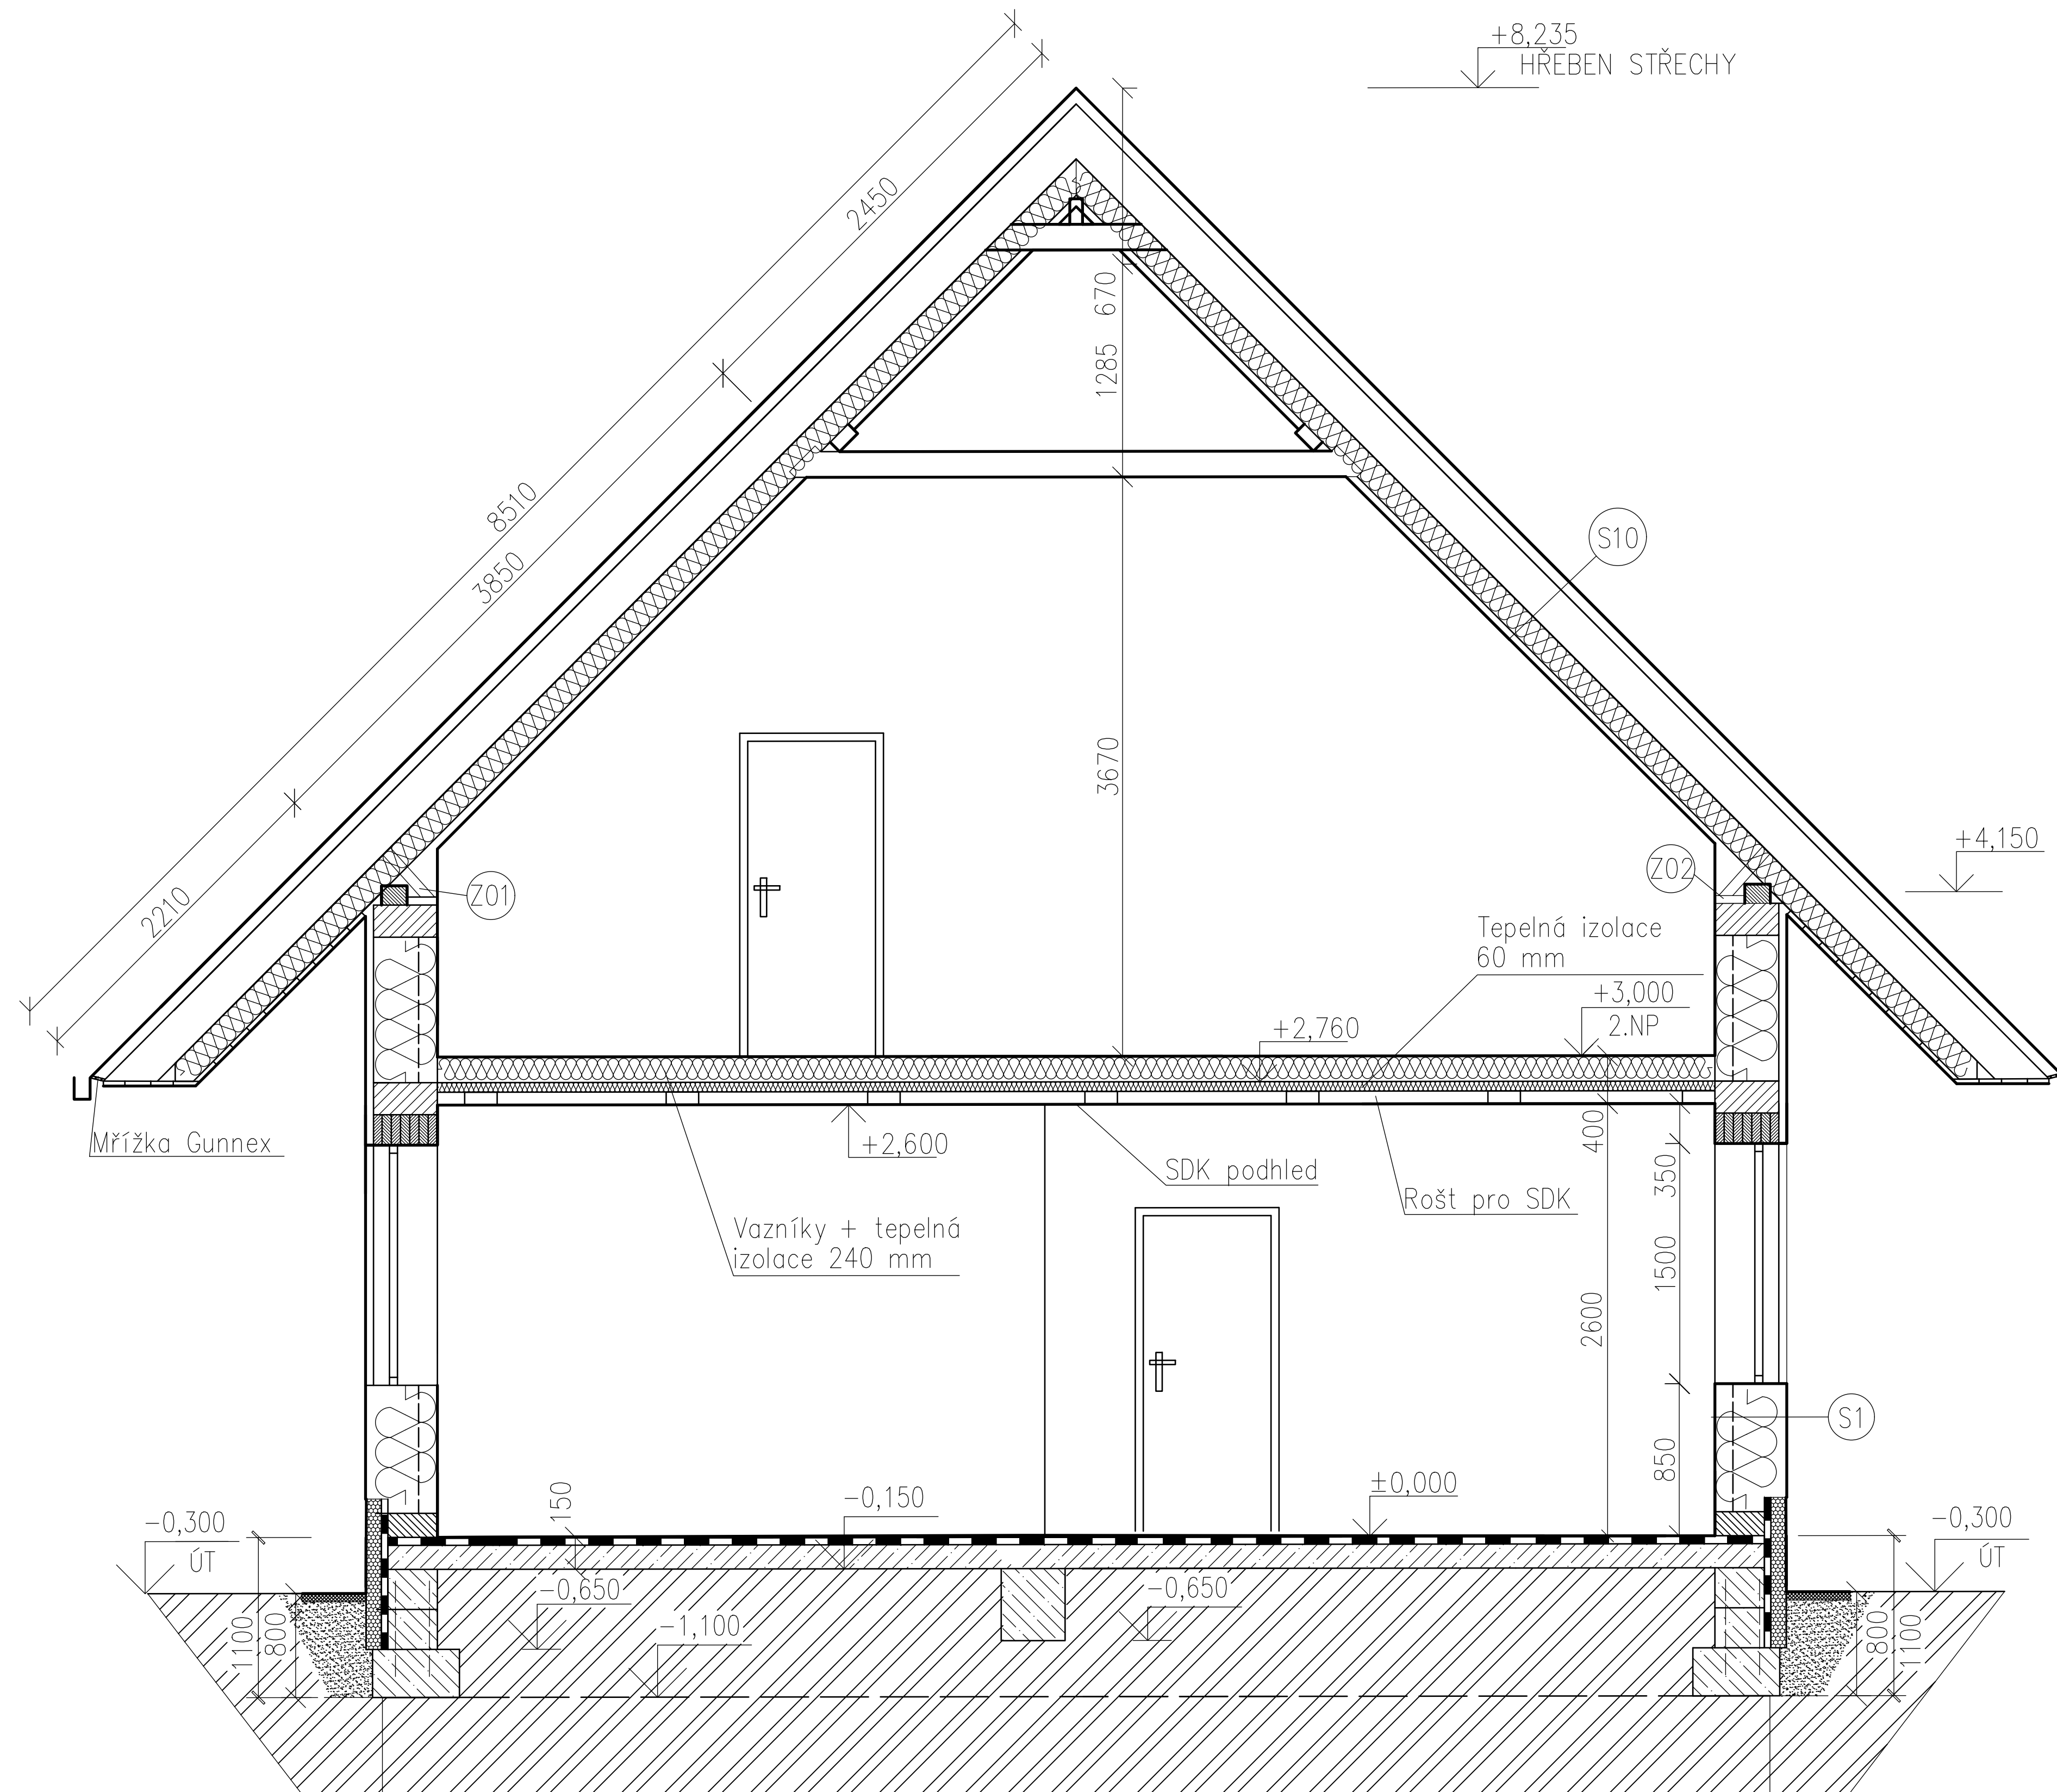 +8,235
HŘEBEN STŘECHY
2450
8510
3850
2210
670
1285
3670
S10
Z01
Z02
+4,150
Tepelná izolace
60 mm
+3,000
2.NP
+2,760
Mřížka Gunnex
+2,600
SDK podhled
Rošt pro SDK
400
350
Vazníky + tepelná
izolace 240 mm
1500
2600
850
S1
150
-0,150
±0,000
-0,300
ÚT
-0,300
ÚT
-0,650
-0,650
-1,100
1100
800
800
1100